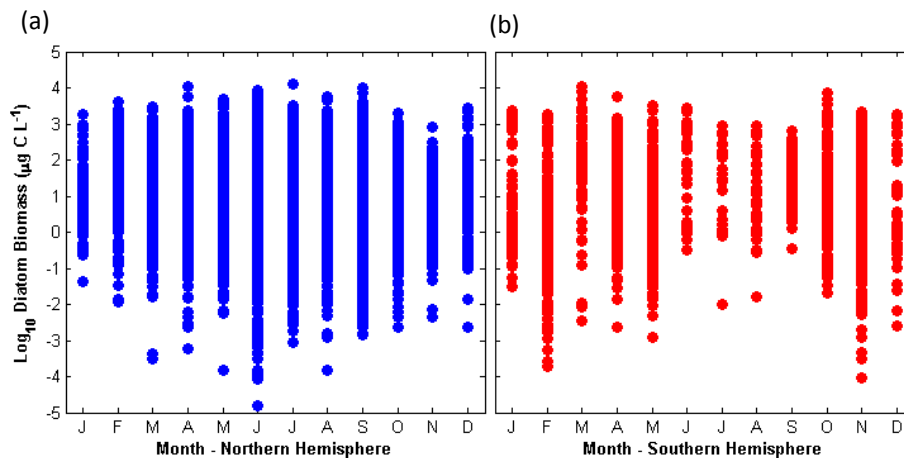 (a)
(b)
Log10 Diatom Biomass (µg C L-1)
5
4
3
2
1
0
-1
-2
-3
-4
-5
J F M A M J J A S O N D
J F M A M J J A S O N D
Month - Northern Hemisphere
Month - Southern Hemisphere